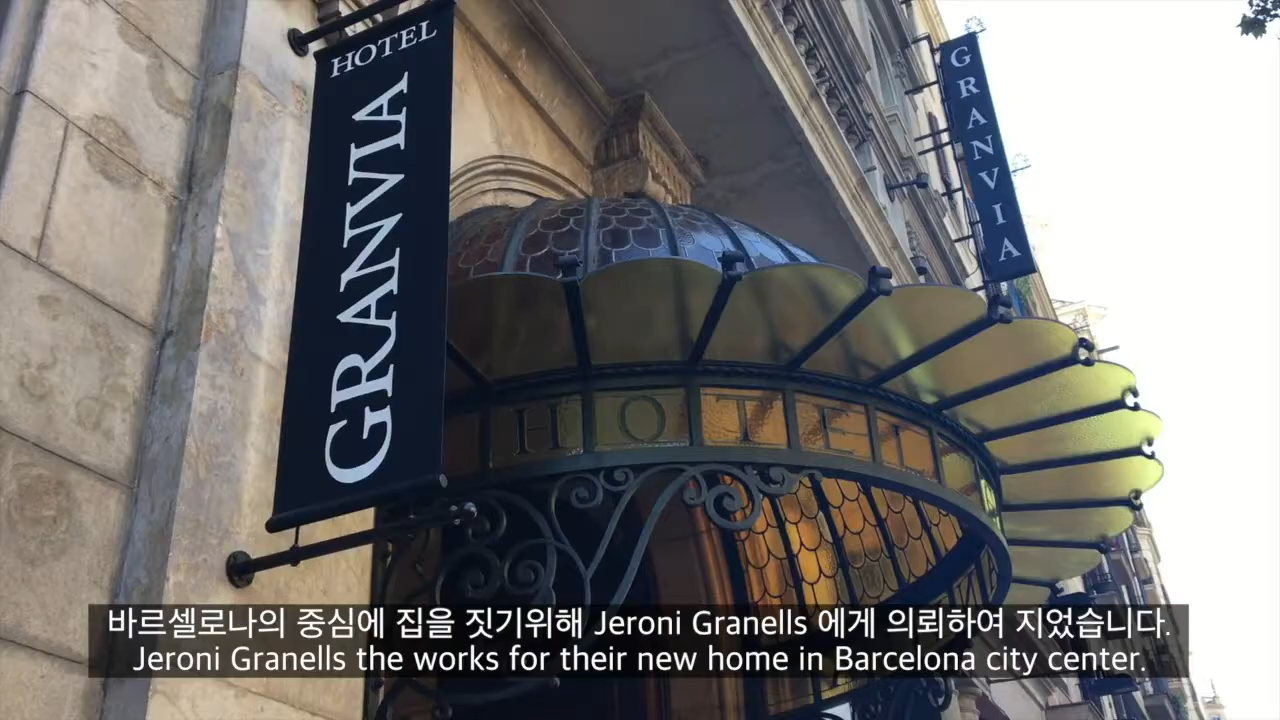 HOTEL
GRANVIA
GRANVIA
HOTEL
바르셀로나의 중심에 집을 짓기위해 Jeroni Granells 에게 의뢰하여 지었습니다.
Jeroni Granells the works for their new home in Barcelona city center.